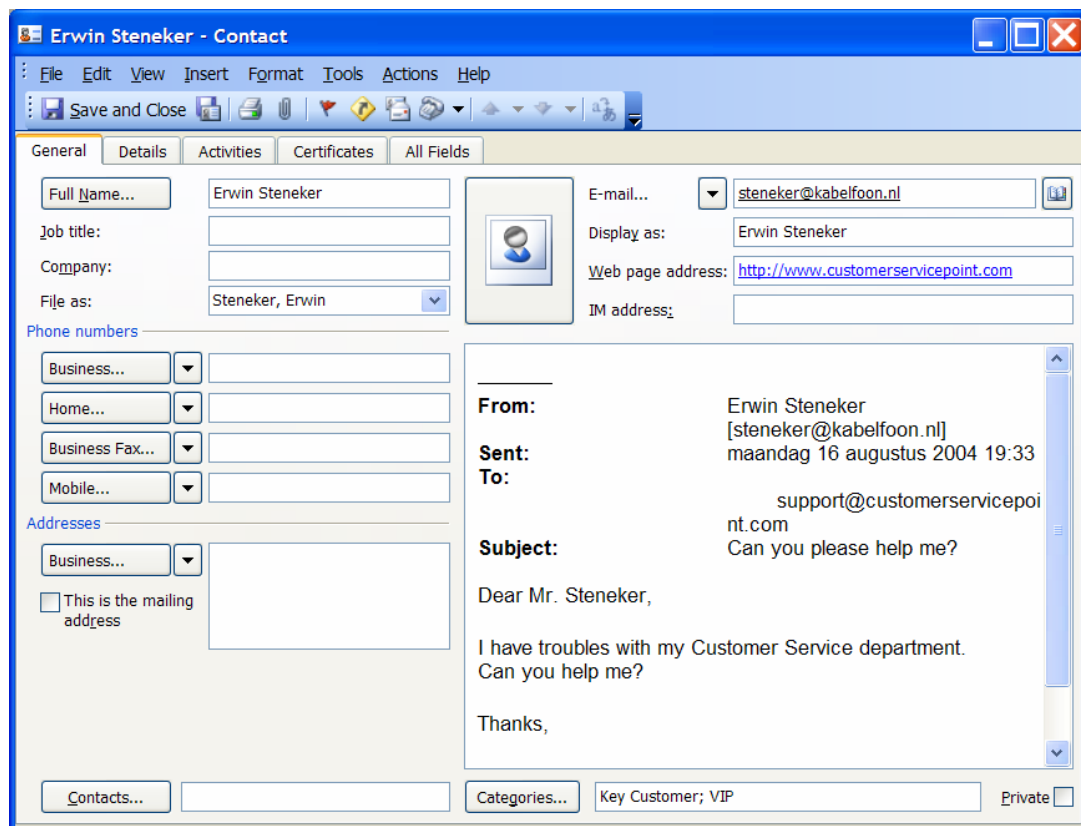 Erwin Steneker - Contact
File Edit View Insert Format Tools Actions Help
Save and Close
General Details Activities Certificates All Fields
Full Name... Erwin Steneker
Job title:
Company:
File as: Steneker, Erwin
E-mail... steneker@kabelfoon.nl
Display as: Erwin Steneker
Web page address: http://www.customerservicepoint.com
IM address:
Phone numbers
Business...
Home...
Business Fax...
Mobile...
Addresses
Business...
This is the mailing
address
From: Erwin Steneker
[steneker@kabelfoon.nl]
Sent: maandag 16 augustus 2004 19:33
To:
support@customerservicepoi
nt.com
Subject: Can you please help me?
Dear Mr. Steneker,
I have troubles with my Customer Service department.
Can you help me?
Thanks,
Contacts... Categories... Key Customer; VIP Private